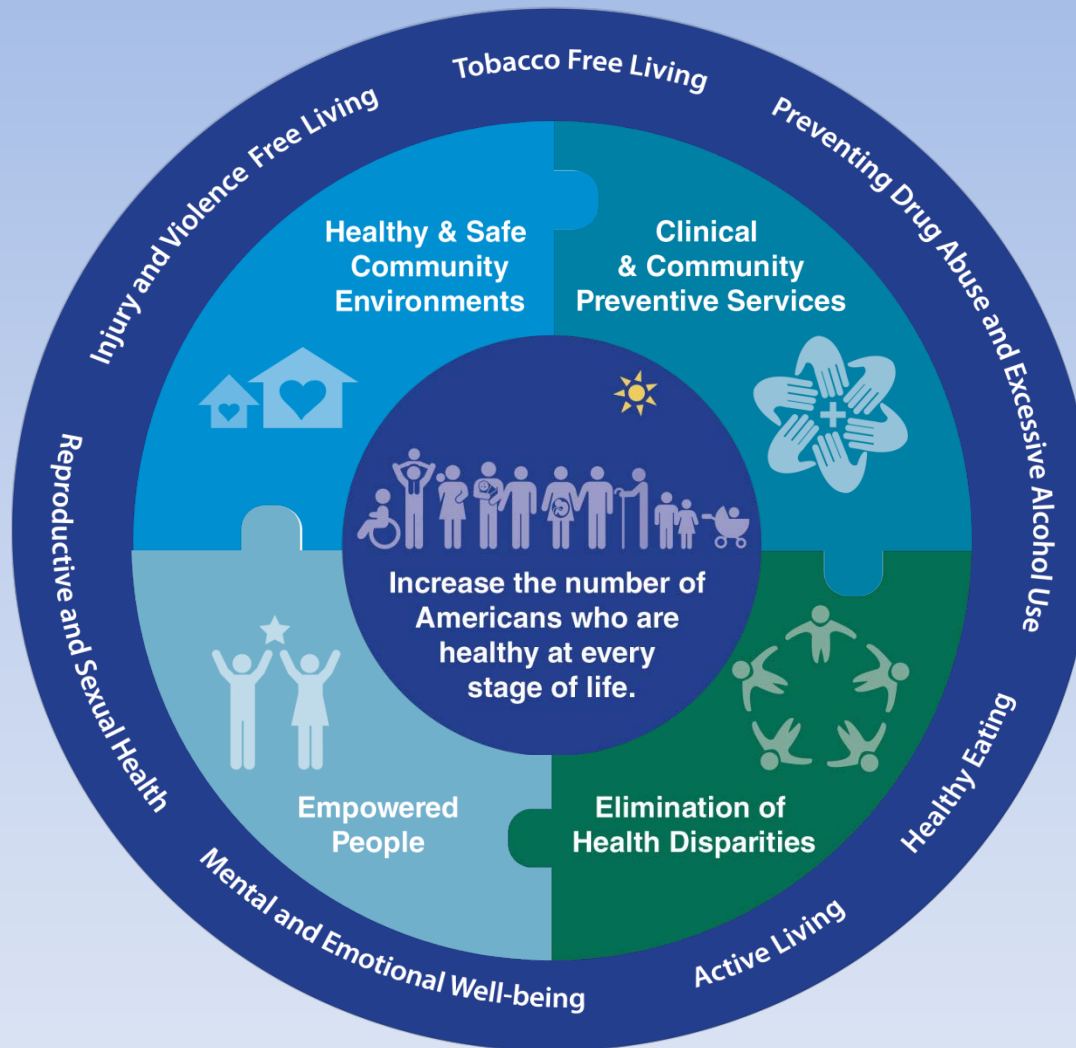 Tobacco Free Living
Preventing Drug Abuse and Excessive Alcohol Use
Healthy Eating
Active Living
Mental and Emotional Well-being
Reproductive and Sexual Health
Injury and Violence Free Living
Healthy & Safe
Community
Environments
Clinical
& Community
Preventive Services
Increase the number of
Americans who are
healthy at every
stage of life.
Empowered
People
Elimination of
Health Disparities